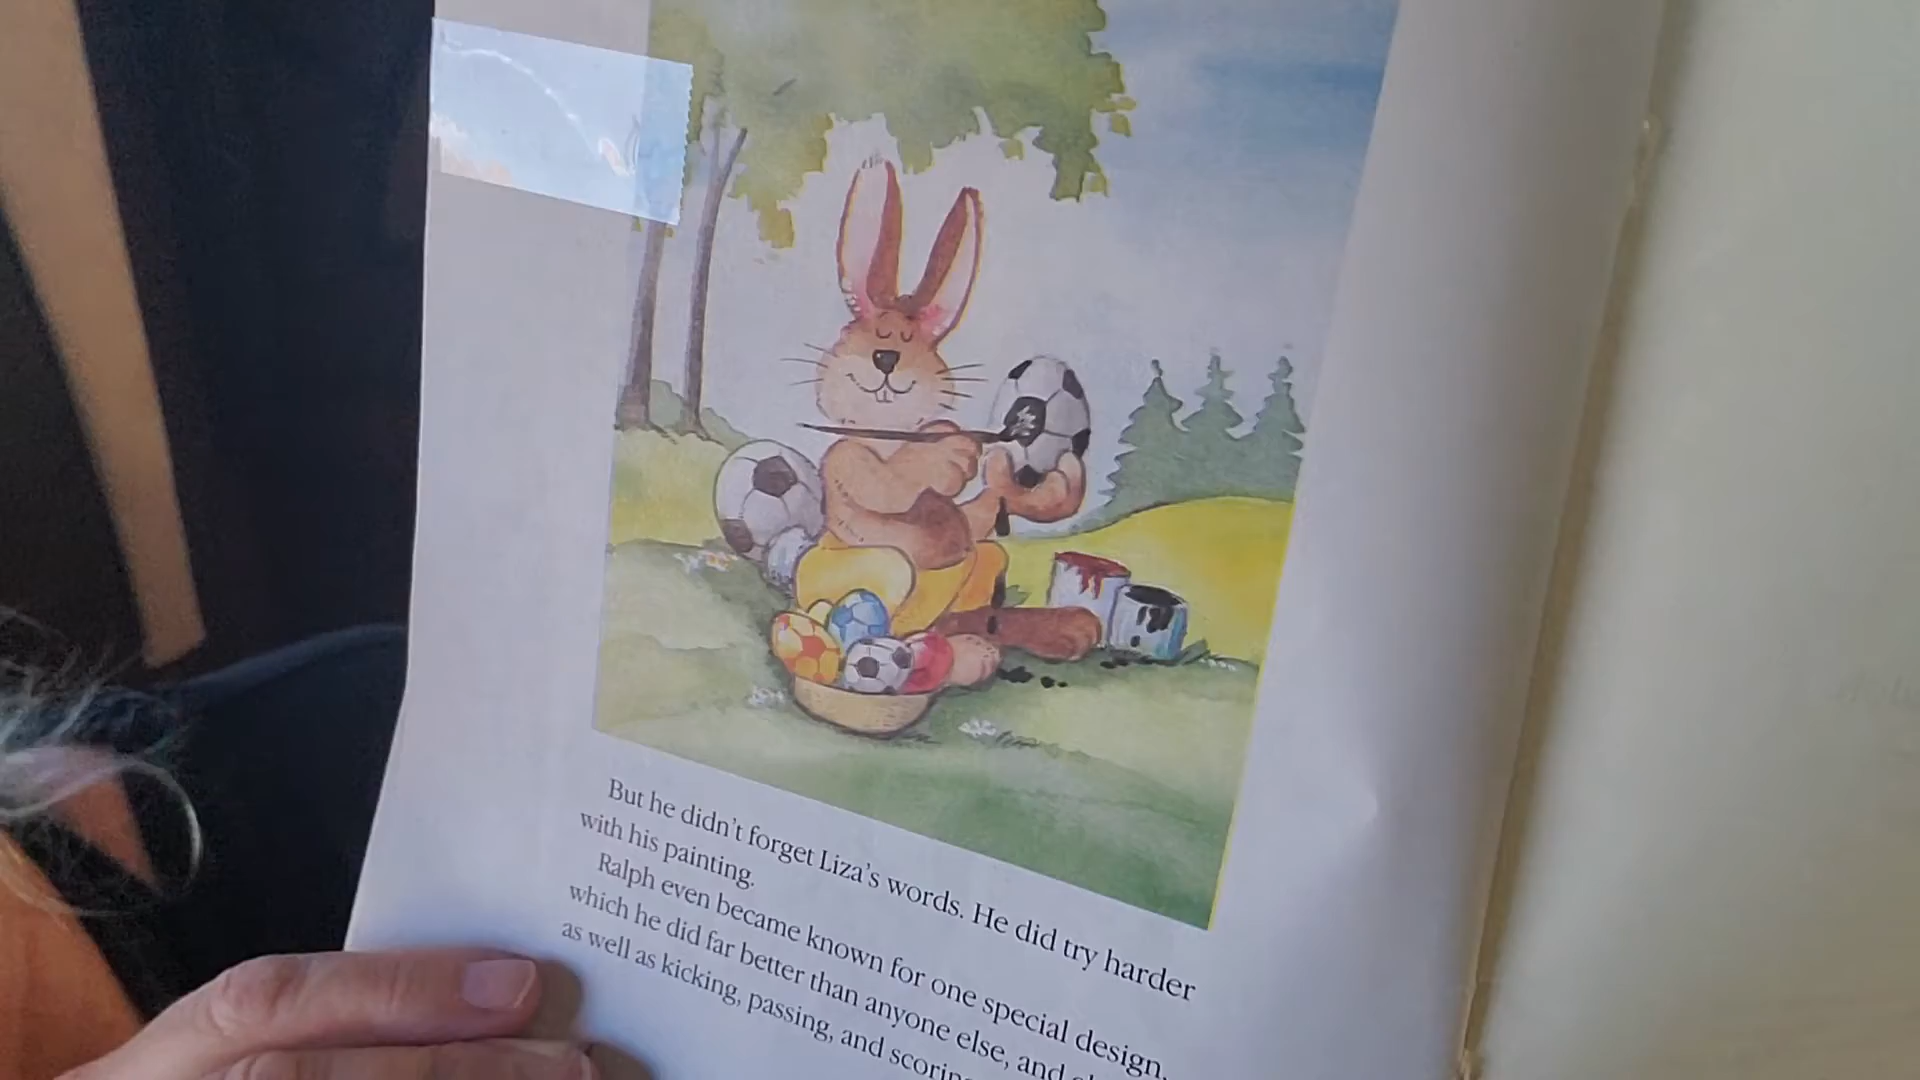 But he didn't forget Liza's words. He did try harder
with his painting.
Ralph even became known for one special design,
which he did far better than anyone else, and
as well as kicking, passing, and